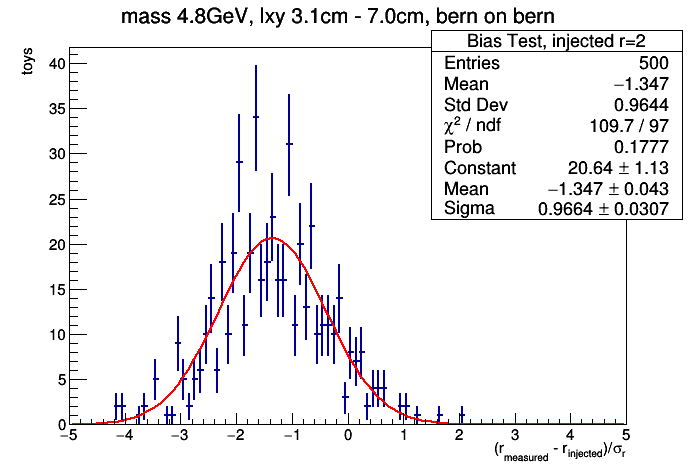 mass 4.8GeV, lxy 3.1cm - 7.0cm, bern on bern
Bias Test, injected r=2
Entries 500
Mean −1.347
Std Dev 0.9644
χ² / ndf 109.7 / 97
Prob 0.1777
Constant 20.64 ± 1.13
Mean −1.347 ± 0.043
Sigma 0.9664 ± 0.0307
toys
40
35
30
25
20
15
10
5
0
−5 −4 −3 −2 −1 0 1 2 3 4 5
(r_measured - r_injected)/σ_r